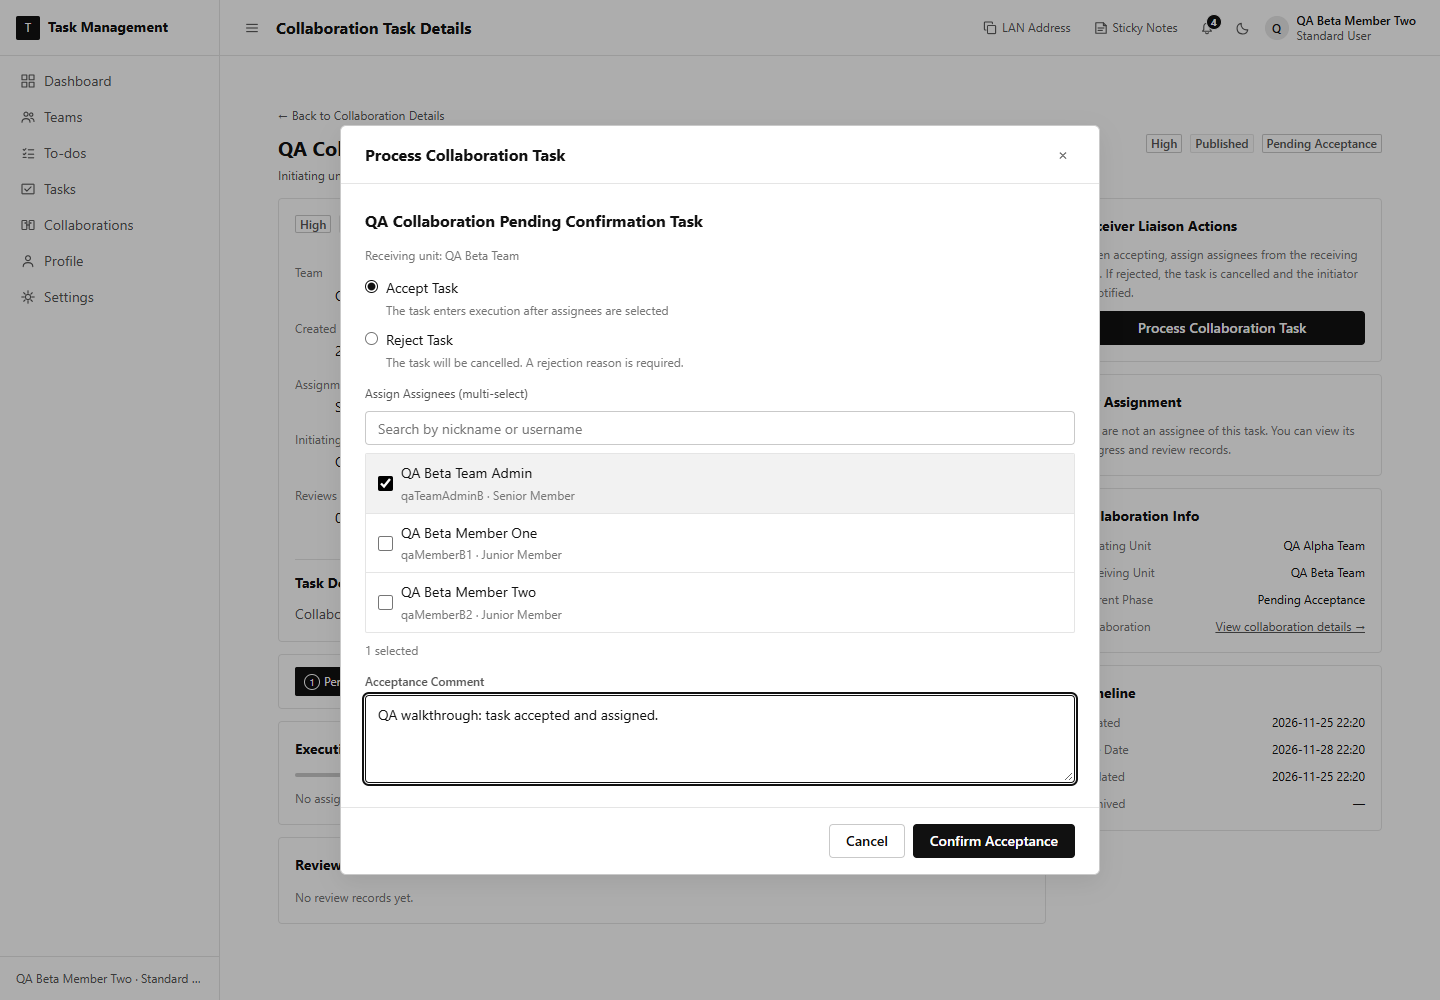 T Task Management
Collaboration Task Details
LAN Address
Sticky Notes
4
Q
QA Beta Member Two
Standard User
Dashboard
Teams
To-dos
Tasks
Collaborations
Profile
Settings
QA Beta Member Two · Standard ...
← Back to Collaboration Details
QA Col
Initiating un
High
Published
Pending Acceptance
High
Team
Created
Assignm
Initiating
Reviews
Task De
Collabo
1 Pen
Executi
No assig
Review
No review records yet.
Process Collaboration Task
×
QA Collaboration Pending Confirmation Task
Receiving unit: QA Beta Team
Accept Task
The task enters execution after assignees are selected
Reject Task
The task will be cancelled. A rejection reason is required.
Assign Assignees (multi-select)
Search by nickname or username
QA Beta Team Admin
qaTeamAdminB · Senior Member
QA Beta Member One
qaMemberB1 · Junior Member
QA Beta Member Two
qaMemberB2 · Junior Member
1 selected
Acceptance Comment
QA walkthrough: task accepted and assigned.
Cancel
Confirm Acceptance
ceiver Liaison Actions
en accepting, assign assignees from the receiving
. If rejected, the task is cancelled and the initiator
otified.
Process Collaboration Task
Assignment
are not an assignee of this task. You can view its
gress and review records.
laboration Info
ating Unit QA Alpha Team
eiving Unit QA Beta Team
rent Phase Pending Acceptance
aboration View collaboration details →
neline
ated 2026-11-25 22:20
Date 2026-11-28 22:20
lated 2026-11-25 22:20
nived —